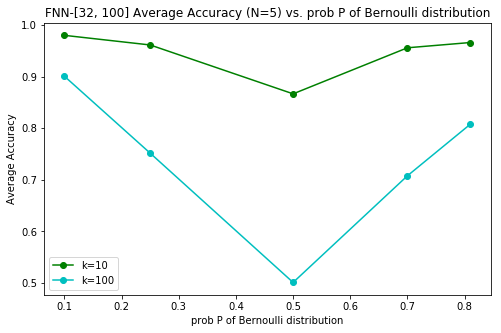 FNN-[32, 100] Average Accuracy (N=5) vs. prob P of Bernoulli distribution
1.0
0.9
0.8
0.7
0.6
0.5
Average Accuracy
k=10
k=100
0.1 0.2 0.3 0.4 0.5 0.6 0.7 0.8
prob P of Bernoulli distribution